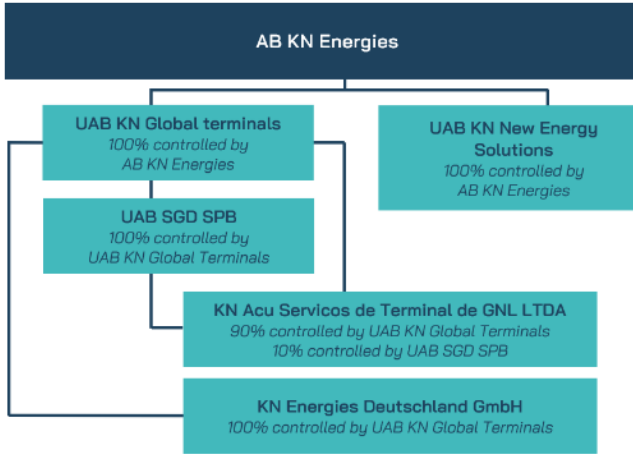 AB KN Energies
UAB KN Global terminals
100% controlled by
AB KN Energies
UAB KN New Energy
Solutions
100% controlled by
AB KN Energies
UAB SGD SPB
100% controlled by
UAB KN Global Terminals
KN Acu Servicos de Terminal de GNL LTDA
90% controlled by UAB KN Global Terminals
10% controlled by UAB SGD SPB
KN Energies Deutschland GmbH
100% controlled by UAB KN Global Terminals